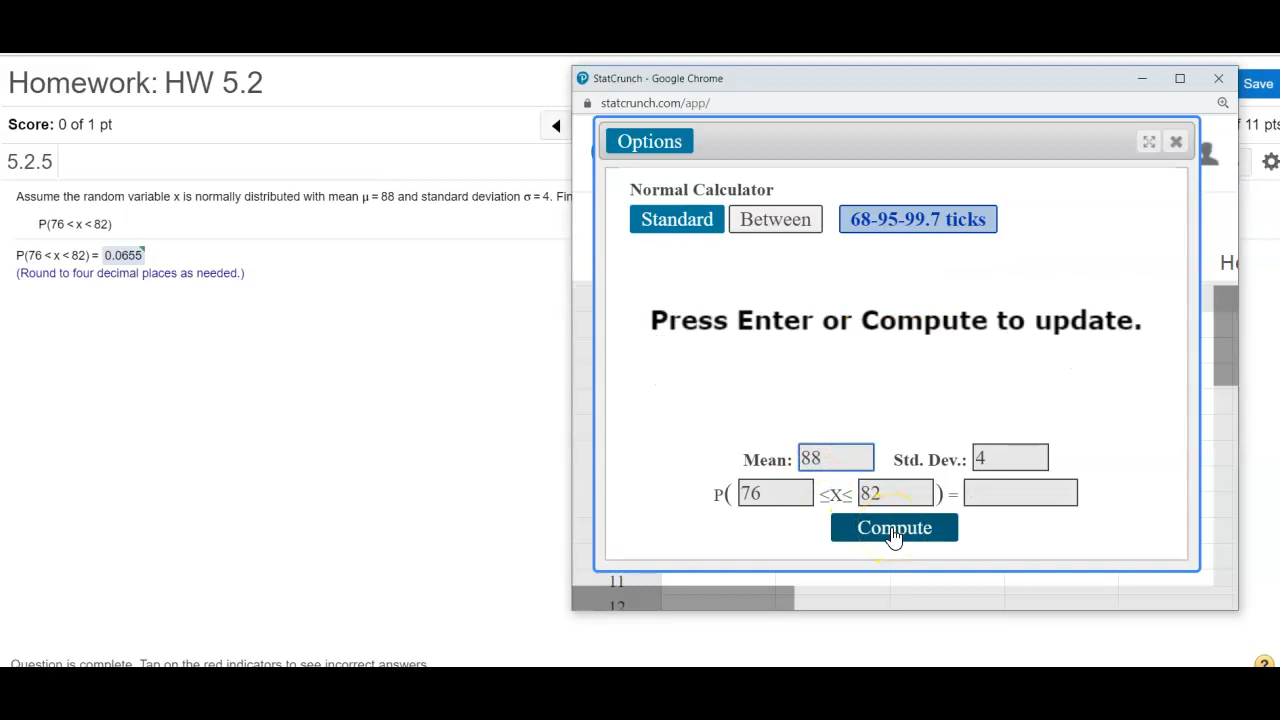 Homework: HW 5.2
Score: 0 of 1 pt
5.2.5
Assume the random variable x is normally distributed with mean μ = 88 and standard deviation σ = 4. Fin
P(76 < x < 82)
P(76 < x < 82) = 0.0655
(Round to four decimal places as needed.)
Question is complete. Tap on the red indicators to see incorrect answers.
StatCrunch - Google Chrome
statcrunch.com/app/
Options
Normal Calculator
Standard Between 68-95-99.7 ticks
Press Enter or Compute to update.
Mean: 88 Std. Dev.: 4
P( 76 ≤X≤ 82 ) =
Compute
11
12
Save
of 11 pts
He
?